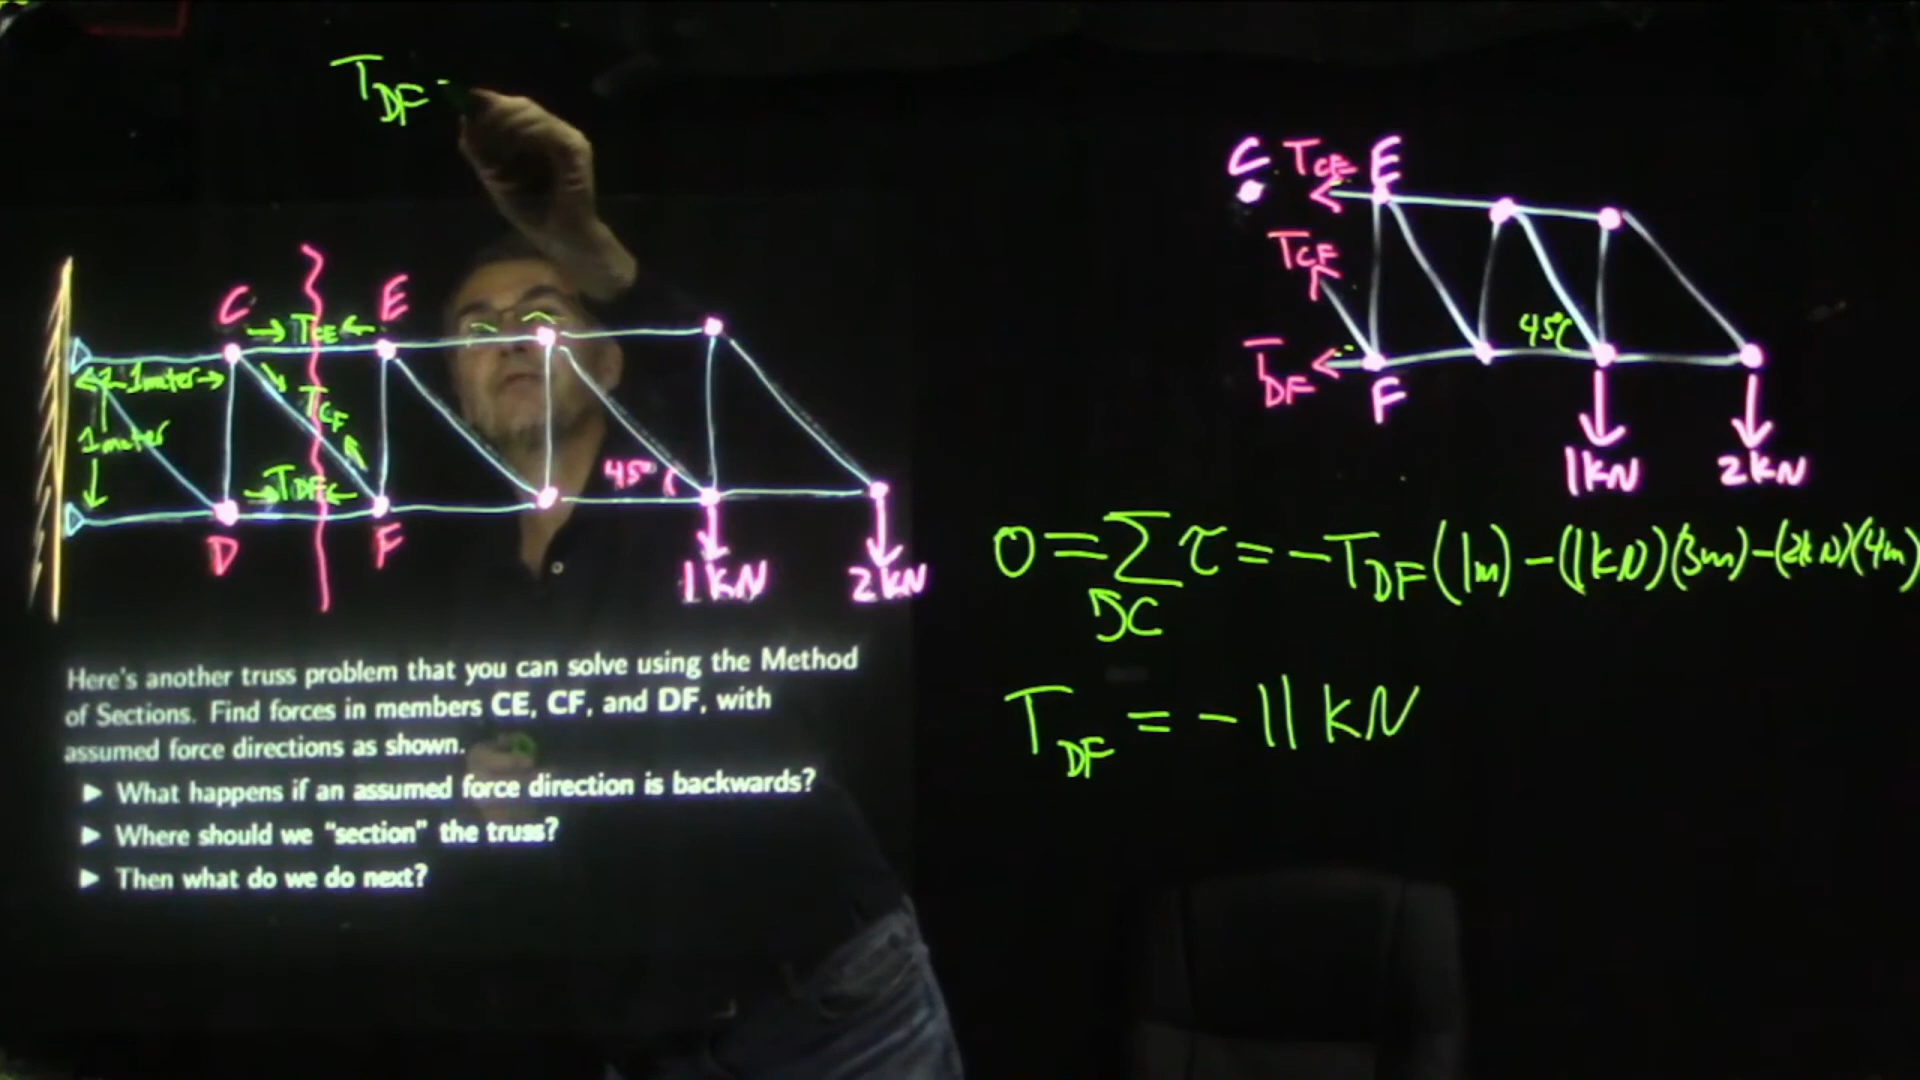 T_DF -
C E
1 meter T_CE
T_CF
1 meter
T_DF
45°
D F
1kN 2kN
Here's another truss problem that you can solve using the Method
of Sections. Find forces in members CE, CF, and DF, with
assumed force directions as shown.
► What happens if an assumed force direction is backwards?
► Where should we "section" the truss?
► Then what do we do next?
C T_CE E
T_CF
45°
T_DF F
1kN 2kN
0 = Σ τ = -T_DF(1m) - (1kN)(3m) - (2kN)(4m)
C
T_DF = -11 kN